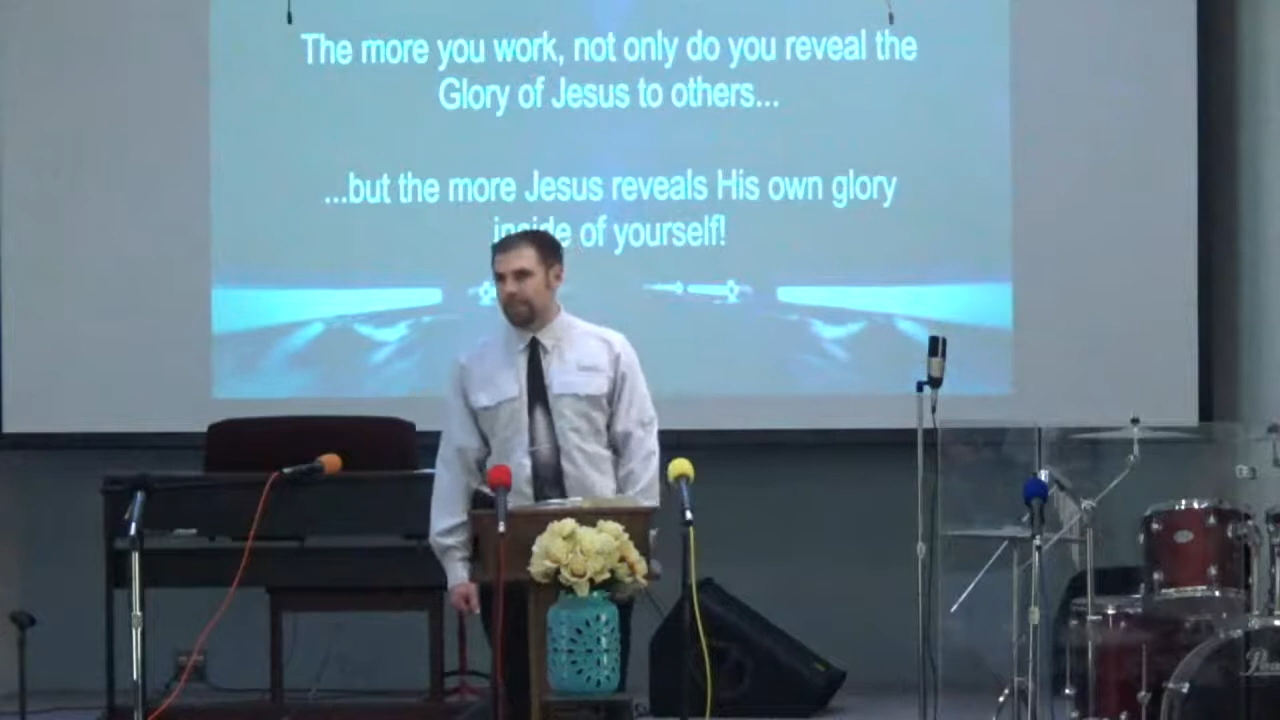 The more you work, not only do you reveal the
Glory of Jesus to others...
...but the more Jesus reveals His own glory
inside of yourself!